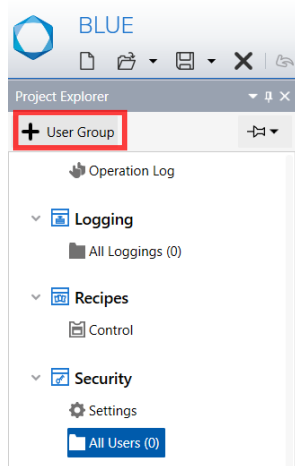 BLUE
Project Explorer
User Group
Operation Log
Logging
All Loggings (0)
Recipes
Control
Security
Settings
All Users (0)